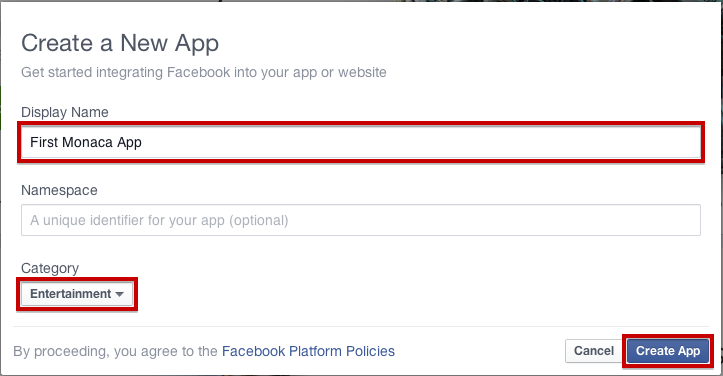 Create a New App
Get started integrating Facebook into your app or website
Display Name
First Monaca App
Namespace
A unique identifier for your app (optional)
Category
Entertainment
By proceeding, you agree to the Facebook Platform Policies
Cancel
Create App